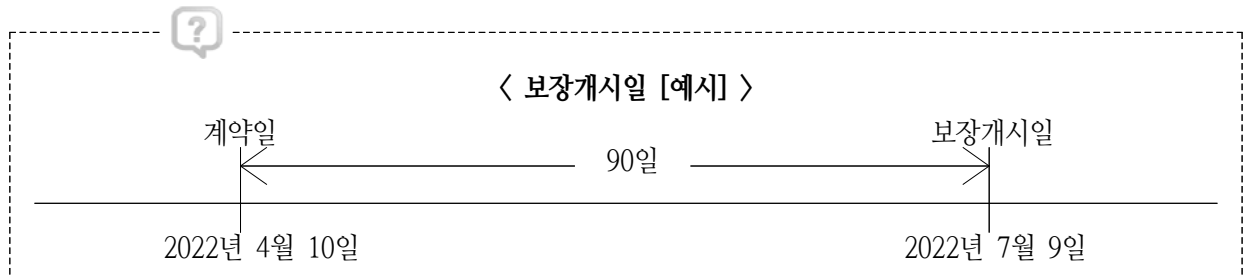 ?
< 보장개시일 [예시] >
계약일 보장개시일
90일
2022년 4월 10일 2022년 7월 9일